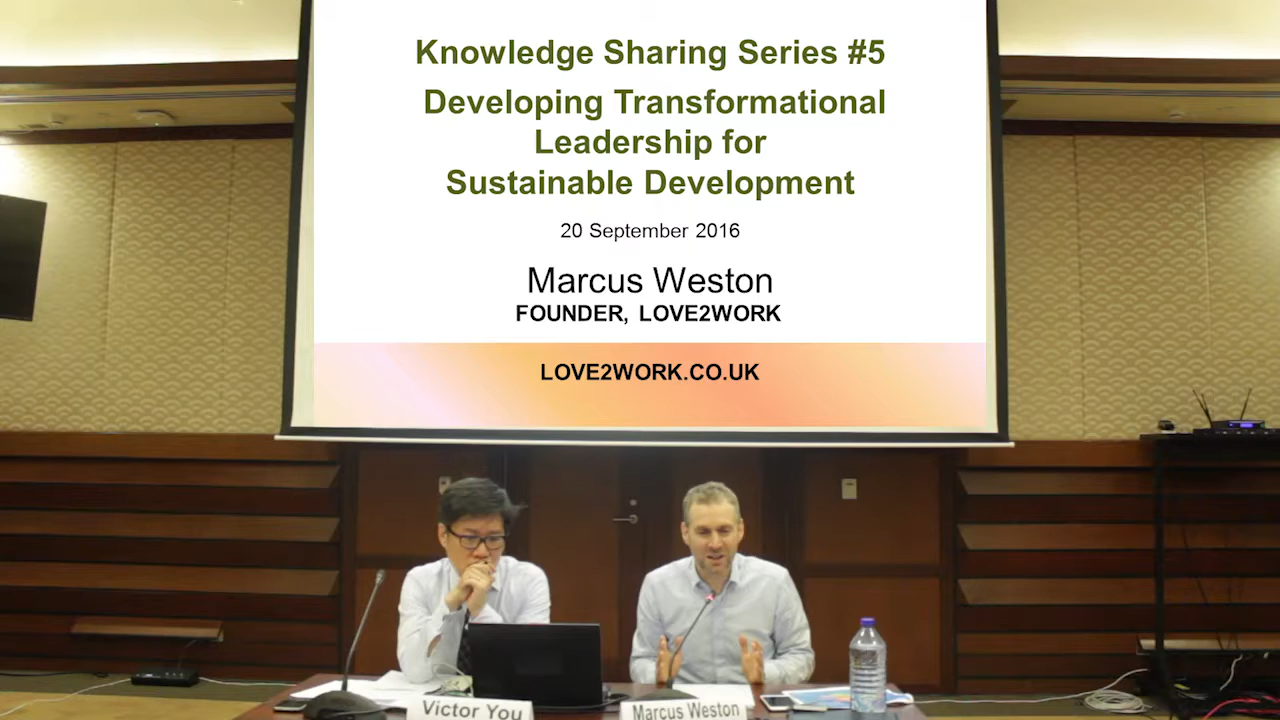 Knowledge Sharing Series #5
Developing Transformational
Leadership for
Sustainable Development
20 September 2016
Marcus Weston
FOUNDER, LOVE2WORK
LOVE2WORK.CO.UK
Victor You
Marcus Weston